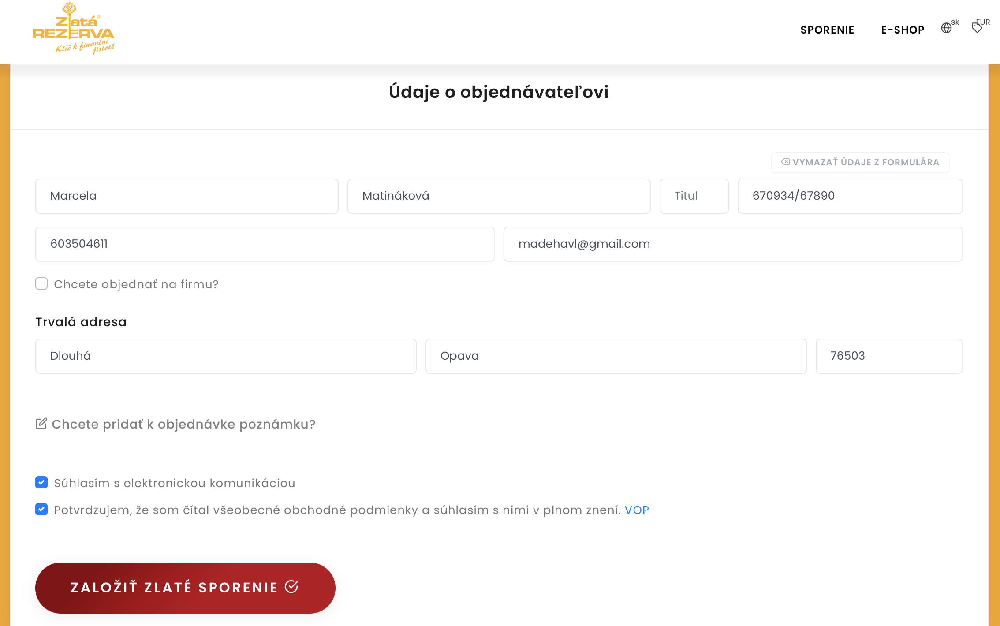 Zlatá®
REZERVA
Klíč k finanční
jistotě
SPORENIE
E-SHOP
sk
EUR
Údaje o objednávateľovi
VYMAZAŤ ÚDAJE Z FORMULÁRA
Marcela
Matináková
Titul
670934/67890
603504611
madehavl@gmail.com
Chcete objednať na firmu?
Trvalá adresa
Dlouhá
Opava
76503
Chcete pridať k objednávke poznámku?
Súhlasím s elektronickou komunikáciou
Potvrdzujem, že som čítal všeobecné obchodné podmienky a súhlasím s nimi v plnom znení. VOP
ZALOŽIŤ ZLATÉ SPORENIE